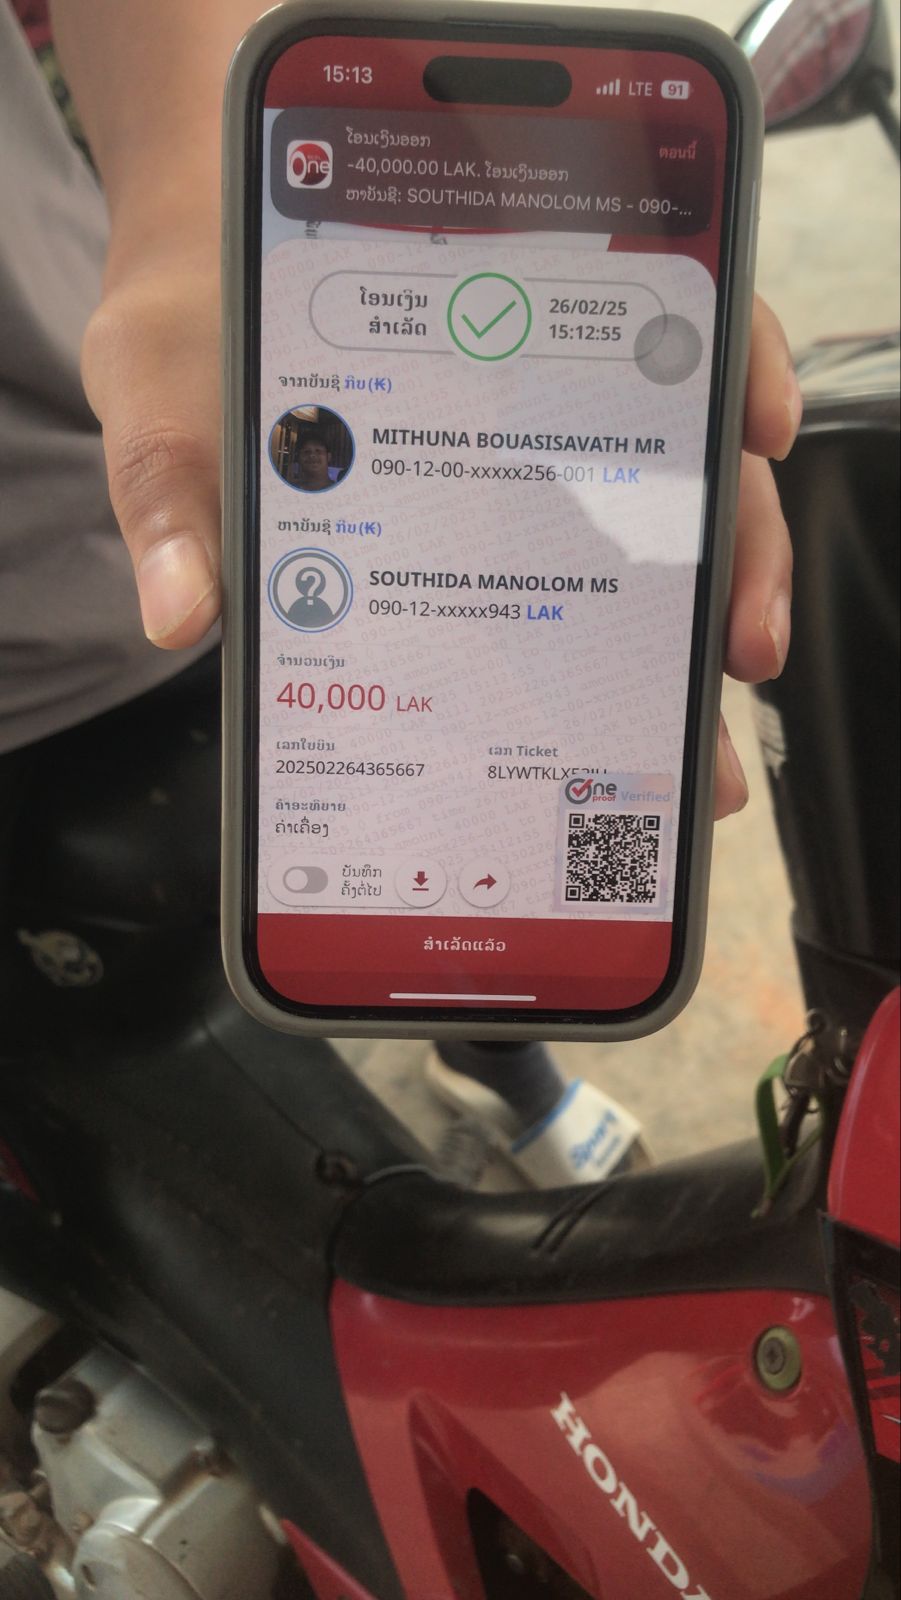 15:13
LTE 91
ໂອນເງິນອອກ
ຕອນນີ້
One
-40,000.00 LAK. ໂອນເງິນອອກ
ຫາບັນຊີ: SOUTHIDA MANOLOM MS - 090-...
ໂອນເງິນ
ສຳເລັດ
26/02/25
15:12:55
ຈາກບັນຊີ ກີບ(₭)
MITHUNA BOUASISAVATH MR
090-12-00-xxxxx256-001 LAK
ຫາບັນຊີ ກີບ(₭)
SOUTHIDA MANOLOM MS
090-12-xxxxx943 LAK
ຈຳນວນເງິນ
40,000 LAK
ເລກໃບບິນ
202502264365667
ເລກ Ticket
ຄຳອະທິບາຍ
ຄ່າເຄື່ອງ
One proof Verified
ບັນທຶກ
ຄັ້ງຕໍ່ໄປ
ສຳເລັດແລ້ວ
HONDA